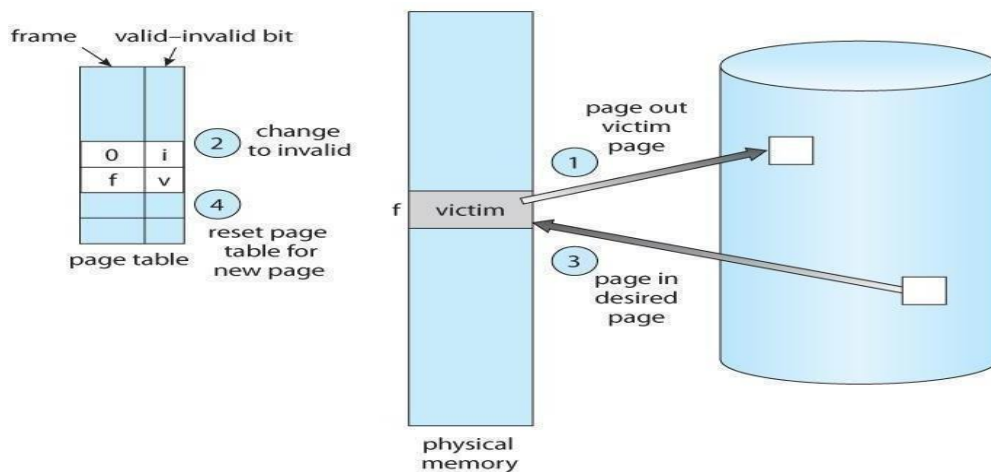 frame
valid–invalid bit
0 i
f v
2 change
to invalid
4
reset page
table for
new page
page table
f victim
physical
memory
page out
victim
page
1
3
page in
desired
page